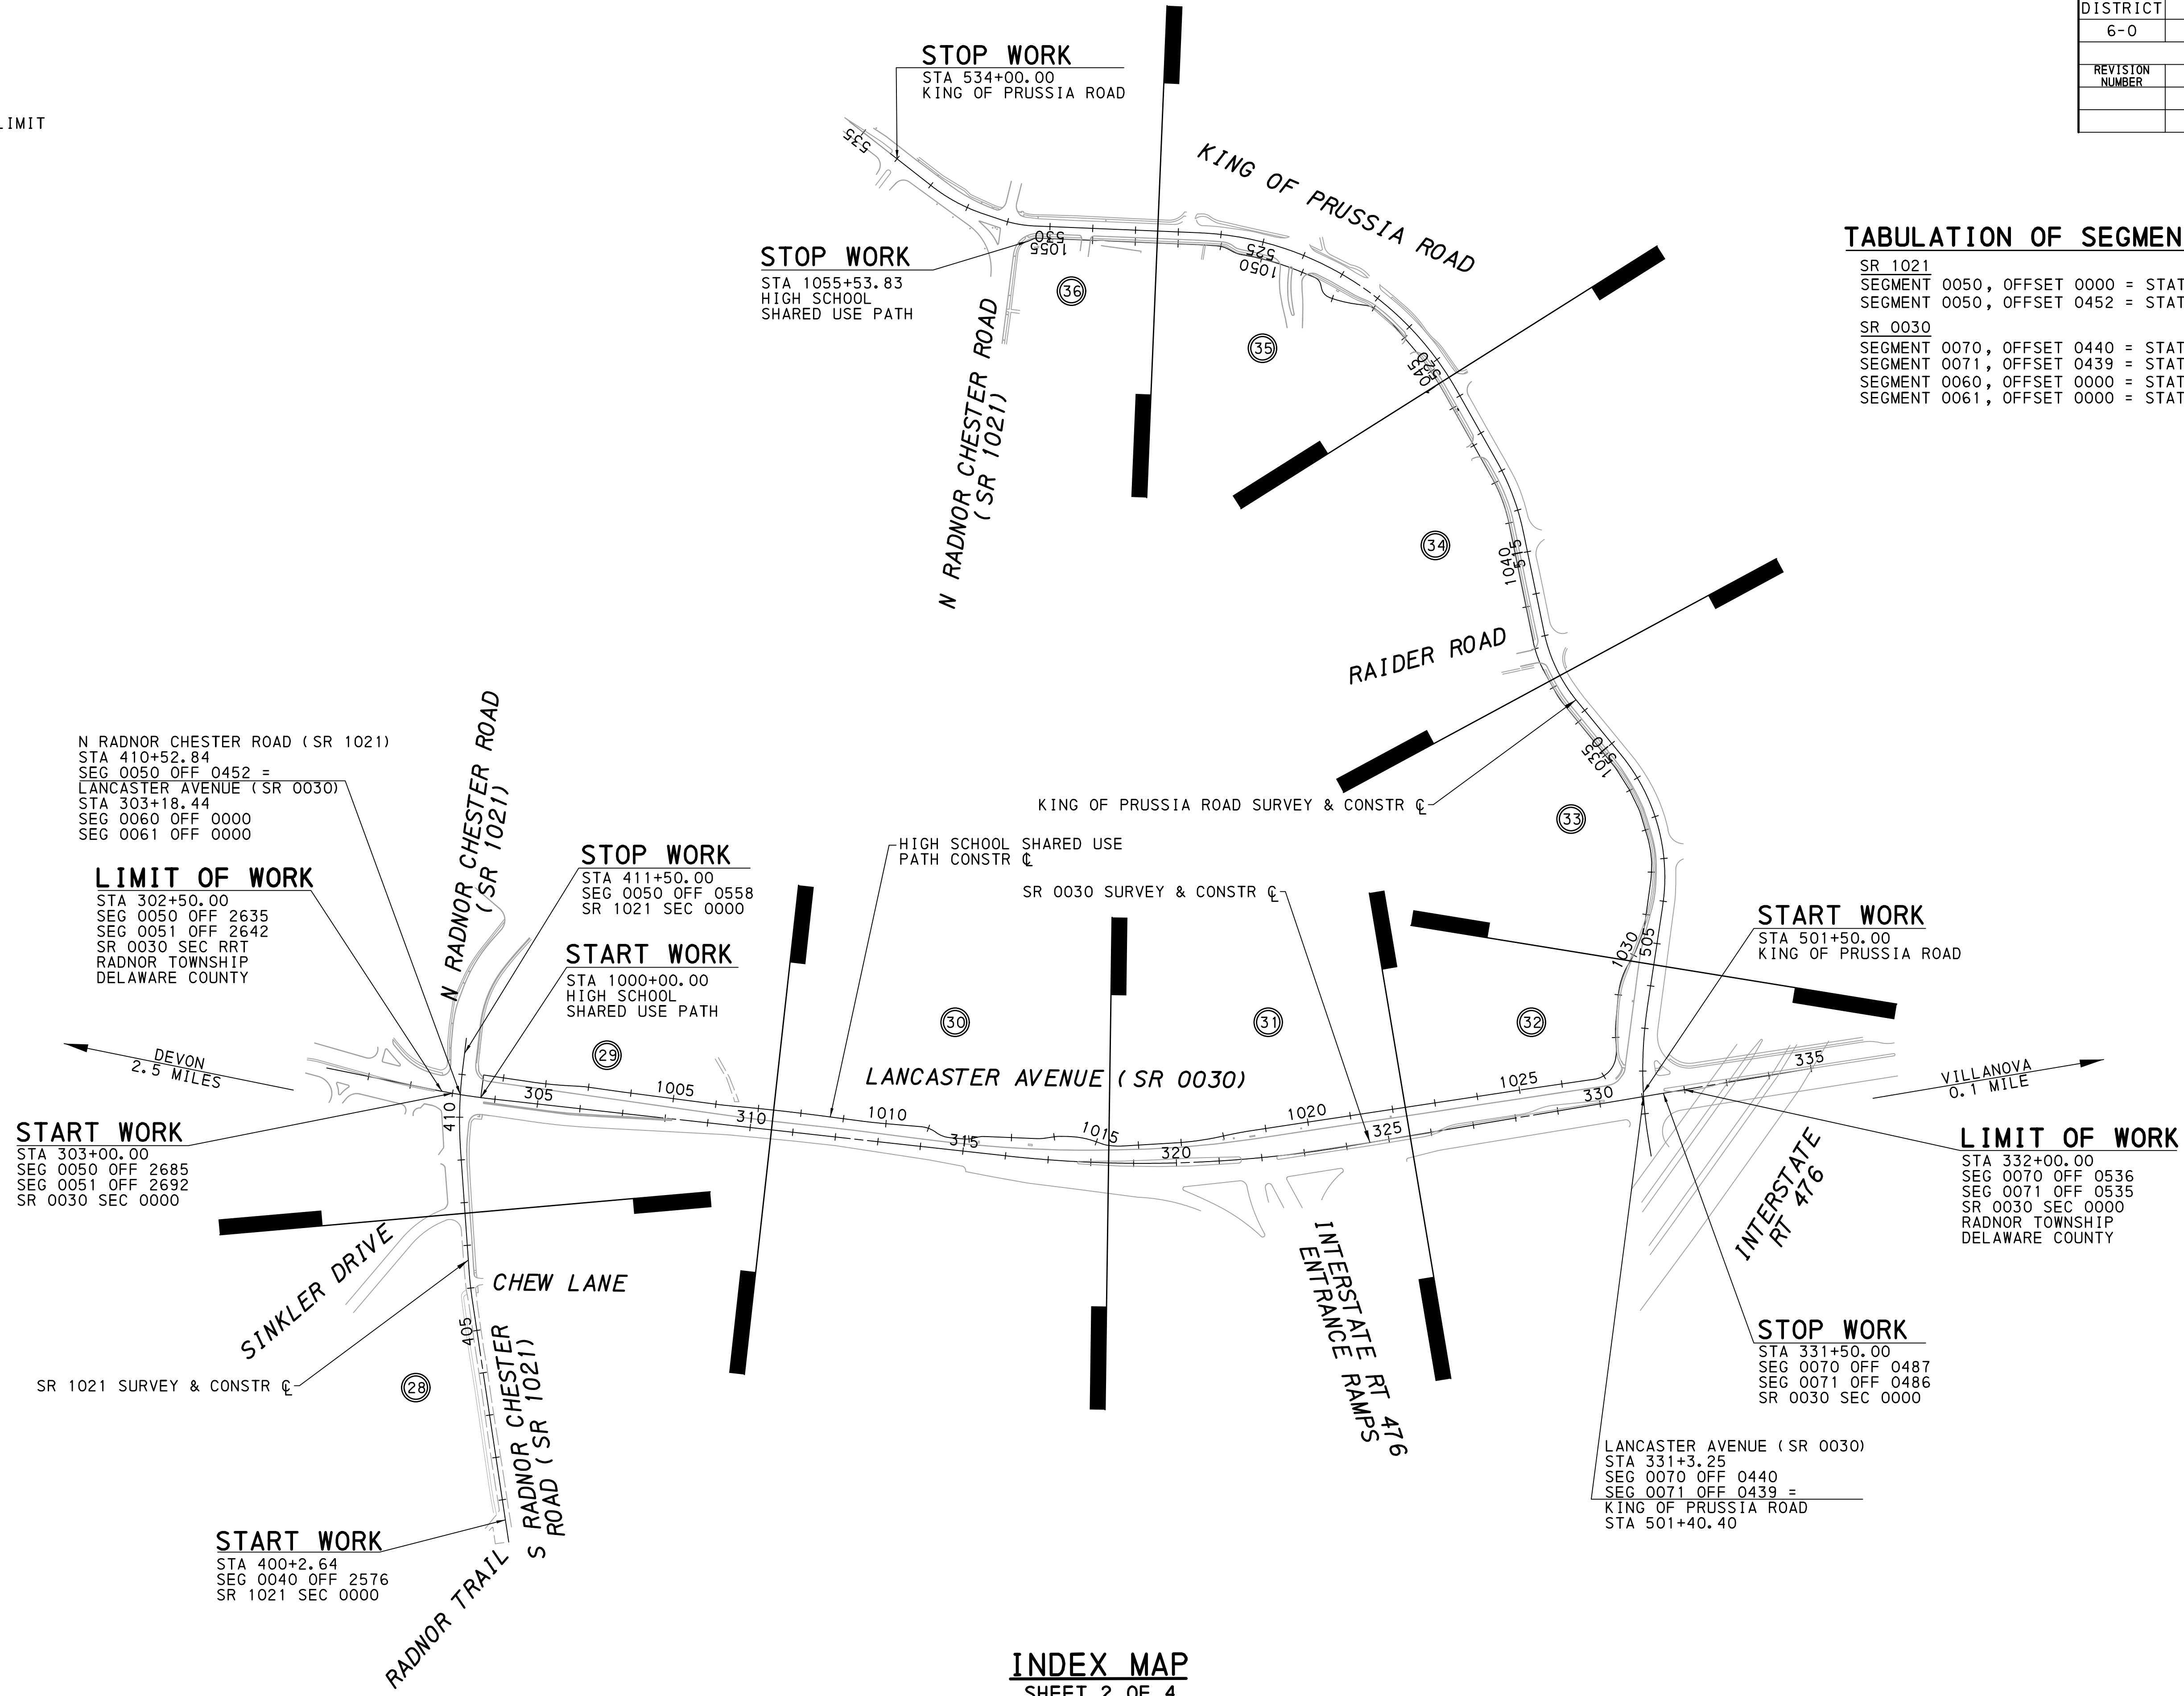 DISTRICT
6-0
REVISION
NUMBER
LIMIT
STOP WORK
STA 534+00.00
KING OF PRUSSIA ROAD
535
KING OF PRUSSIA ROAD
530
1055
525
1050
STOP WORK
STA 1055+53.83
HIGH SCHOOL
SHARED USE PATH
36
35
N RADNOR CHESTER ROAD
(SR 1021)
TABULATION OF SEGMEN
SR 1021
SEGMENT 0050, OFFSET 0000 = STAT
SEGMENT 0050, OFFSET 0452 = STAT
SR 0030
SEGMENT 0070, OFFSET 0440 = STAT
SEGMENT 0071, OFFSET 0439 = STAT
SEGMENT 0060, OFFSET 0000 = STAT
SEGMENT 0061, OFFSET 0000 = STAT
520
1045
34
1040
515
RAIDER ROAD
510
1035
N RADNOR CHESTER ROAD (SR 1021)
STA 410+52.84
SEG 0050 OFF 0452 =
LANCASTER AVENUE (SR 0030)
STA 303+18.44
SEG 0060 OFF 0000
SEG 0061 OFF 0000
N RADNOR CHESTER ROAD
(SR 1021)
KING OF PRUSSIA ROAD SURVEY & CONSTR ℄
33
HIGH SCHOOL SHARED USE
PATH CONSTR ℄
SR 0030 SURVEY & CONSTR ℄
LIMIT OF WORK
STA 302+50.00
SEG 0050 OFF 2635
SEG 0051 OFF 2642
SR 0030 SEC RRT
RADNOR TOWNSHIP
DELAWARE COUNTY
STOP WORK
STA 411+50.00
SEG 0050 OFF 0558
SR 1021 SEC 0000
START WORK
STA 1000+00.00
HIGH SCHOOL
SHARED USE PATH
START WORK
STA 501+50.00
KING OF PRUSSIA ROAD
1030
505
29
30
31
32
DEVON
2.5 MILES
LANCASTER AVENUE (SR 0030)
VILLANOVA
0.1 MILE
410
305
1005
310
1010
315
1015
320
1020
325
1025
330
335
START WORK
STA 303+00.00
SEG 0050 OFF 2685
SEG 0051 OFF 2692
SR 0030 SEC 0000
LIMIT OF WORK
STA 332+00.00
SEG 0070 OFF 0536
SEG 0071 OFF 0535
SR 0030 SEC 0000
RADNOR TOWNSHIP
DELAWARE COUNTY
INTERSTATE
RT 476
SINKLER DRIVE
CHEW LANE
405
INTERSTATE RT 476
ENTRANCE RAMPS
SR 1021 SURVEY & CONSTR ℄
28
S RADNOR CHESTER
ROAD (SR 1021)
STOP WORK
STA 331+50.00
SEG 0070 OFF 0487
SEG 0071 OFF 0486
SR 0030 SEC 0000
LANCASTER AVENUE (SR 0030)
STA 331+3.25
SEG 0070 OFF 0440
SEG 0071 OFF 0439 =
KING OF PRUSSIA ROAD
STA 501+40.40
START WORK
STA 400+2.64
SEG 0040 OFF 2576
SR 1021 SEC 0000
RADNOR TRAIL
INDEX MAP
SHEET 2 OF 4